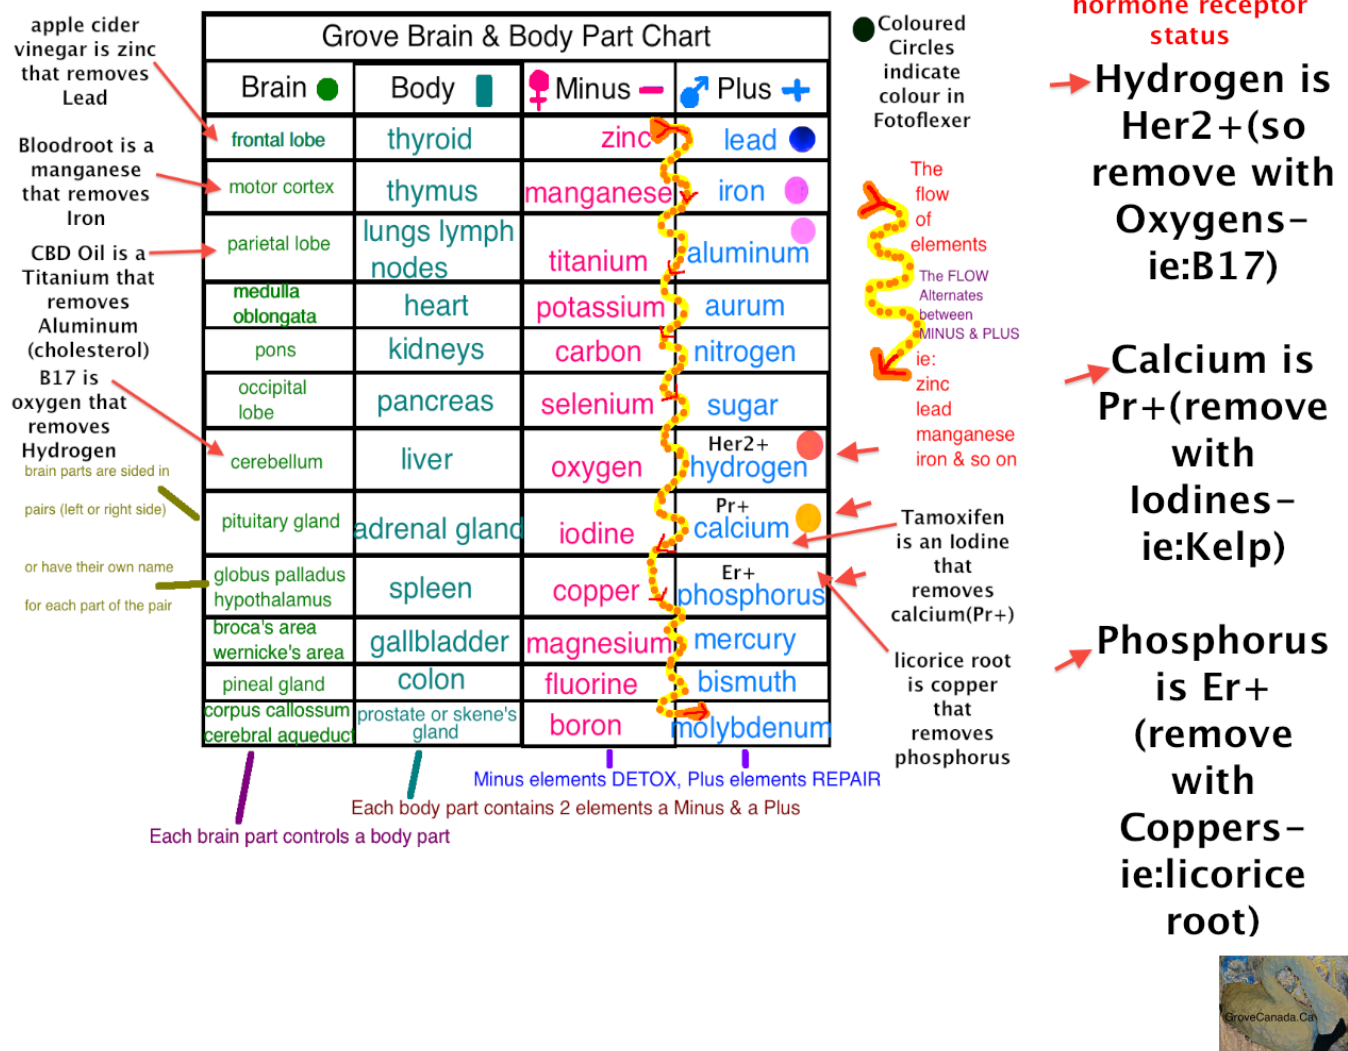 apple cider
vinegar is zinc
that removes
Lead
Bloodroot is a
manganese
that removes
Iron
CBD Oil is a
Titanium that
removes
Aluminum
(cholesterol)
B17 is
oxygen that
removes
Hydrogen
brain parts are sided in
pairs (left or right side)
or have their own name
for each part of the pair
Grove Brain & Body Part Chart
Brain Body Minus Plus
frontal lobe thyroid zinc lead
motor cortex thymus manganese iron
parietal lobe lungs lymph nodes titanium aluminum
medulla oblongata heart potassium aurum
pons kidneys carbon nitrogen
occipital lobe pancreas selenium sugar
cerebellum liver oxygen Her2+ hydrogen
pituitary gland adrenal gland iodine Pr+ calcium
globus palladus hypothalamus spleen copper Er+ phosphorus
broca's area wernicke's area gallbladder magnesium mercury
pineal gland colon fluorine bismuth
corpus callossum cerebral aqueduct prostate or skene's gland boron molybdenum
Minus elements DETOX, Plus elements REPAIR
Each body part contains 2 elements a Minus & a Plus
Each brain part controls a body part
Coloured
Circles
indicate
colour in
Fotoflexer
The
flow
of
elements
The FLOW
Alternates
between
MINUS & PLUS
ie:
zinc
lead
manganese
iron & so on
Tamoxifen
is an Iodine
that
removes
calcium(Pr+)
licorice root
is copper
that
removes
phosphorus
hormone receptor
status
Hydrogen is
Her2+(so
remove with
Oxygens-
ie:B17)
Calcium is
Pr+(remove
with
Iodines-
ie:Kelp)
Phosphorus
is Er+
(remove
with
Coppers-
ie:licorice
root)
GroveCanada.Ca